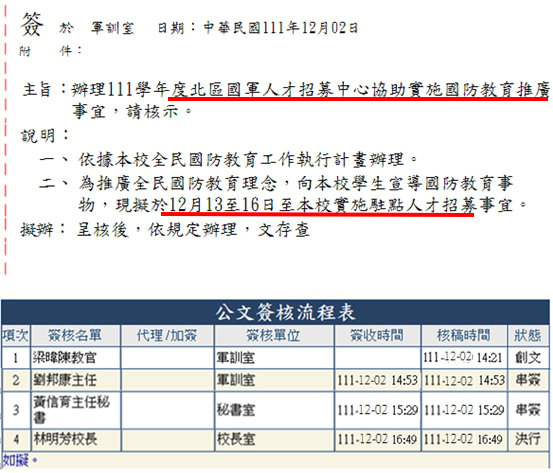 簽 於 軍訓室 日期：中華民國111年12月02日
附 件：
主旨：辦理111學年度北區國軍人才招募中心協助實施國防教育推廣
事宜，請核示。
說明：
一、依據本校全民國防教育工作執行計畫辦理。
二、為推廣全民國防教育理念，向本校學生宣導國防教育事
物，現擬於12月13至16日至本校實施駐點人才招募事宜。
擬辦：呈核後，依規定辦理，文存查
公文簽核流程表
項次 簽核名單 代理/加簽 簽核單位 簽收時間 核稿時間 狀態
1 梁暐陳教官 軍訓室 111-12-02 14:21 創文
2 劉邦康主任 軍訓室 111-12-02 14:53 111-12-02 14:53 串簽
3 黃信育主任秘書 秘書室 111-12-02 15:29 111-12-02 15:29 串簽
4 林明芳校長 校長室 111-12-02 16:49 111-12-02 16:49 決行
如擬。